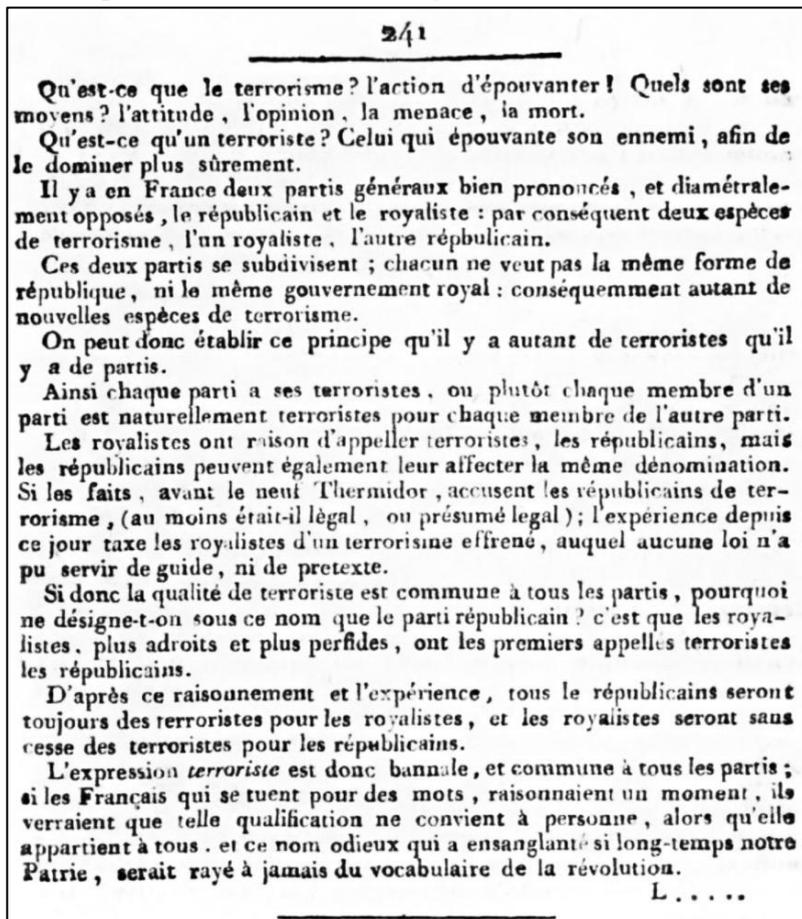 241
Qu'est-ce que le terrorisme ? l'action d'épouvanter ! Quels sont ses
moyens ? l'attitude , l'opinion , la menace , la mort.
Qu'est-ce qu'un terroriste ? Celui qui épouvante son ennemi , afin de
le dominer plus sûrement.
Il y a en France deux partis généraux bien prononcés , et diamétrale-
ment opposés , le républicain et le royaliste : par conséquent deux espèces
de terrorisme , l'un royaliste , l'autre répbulicain.
Ces deux partis se subdivisent ; chacun ne veut pas la même forme de
république , ni le même gouvernement royal : conséquemment autant de
nouvelles espèces de terrorisme.
On peut donc établir ce principe qu'il y a autant de terroristes qu'il
y a de partis.
Ainsi chaque parti a ses terroristes , ou plutôt chaque membre d'un
parti est naturellement terroristes pour chaque membre de l'autre parti.
Les royalistes ont raison d'appeller terroristes , les républicains, mais
les républicains peuvent également leur affecter la même dénomination.
Si les faits , avant le neuf Thermidor , accusent les républicains de ter-
rorisme , (au moins était-il lègal , ou présumé legal) ; l'expérience depuis
ce jour taxe les royalistes d'un terrorisme effrené , auquel aucune loi n'a
pu servir de guide , ni de pretexte.
Si donc la qualité de terroriste est commune à tous les partis , pourquoi
ne désigne-t-on sous ce nom que le parti républicain ? c'est que les roya-
listes , plus adroits et plus perfides , ont les premiers appellés terroristes
les républicains.
D'après ce raisonnement et l'expérience , tous le républicains seront
toujours des terroristes pour les royalistes , et les royalistes seront sans
cesse des terroristes pour les républicains.
L'expression terroriste est donc bannale , et commune à tous les partis ;
si les Français qui se tuent pour des mots , raisonnaient un moment , ils
verraient que telle qualification ne convient à personne , alors qu'elle
appartient à tous . et ce nom odieux qui a ensanglanté si long-temps notre
Patrie , serait rayé à jamais du vocabulaire de la révolution.
L . . . . .